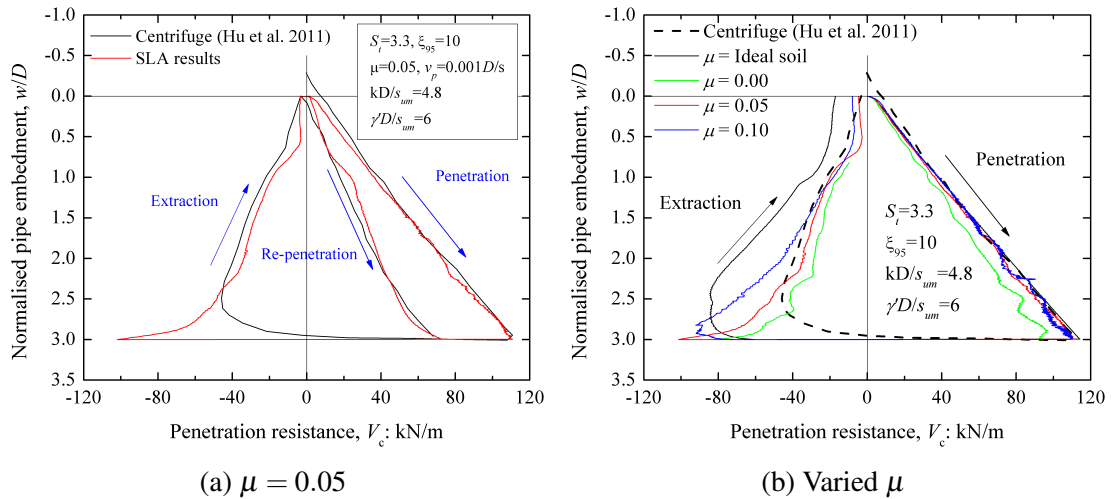 Centrifuge (Hu et al. 2011)
SLA results
St=3.3, ξ95=10
μ=0.05, vp=0.001D/s
kD/sum=4.8
γ'D/sum=6
Extraction
Re-penetration
Penetration
-1.0
-0.5
0.0
0.5
1.0
1.5
2.0
2.5
3.0
3.5
-120 -80 -40 0 40 80 120
Normalised pipe embedment, w/D
Penetration resistance, Vc: kN/m
(a) μ = 0.05
Centrifuge (Hu et al. 2011)
μ = Ideal soil
μ = 0.00
μ = 0.05
μ = 0.10
Extraction
Penetration
St=3.3
ξ95=10
kD/sum=4.8
γ'D/sum=6
-1.0
-0.5
0.0
0.5
1.0
1.5
2.0
2.5
3.0
3.5
-120 -80 -40 0 40 80 120
Normalised pipe embedment, w/D
Penetration resistance, Vc: kN/m
(b) Varied μ